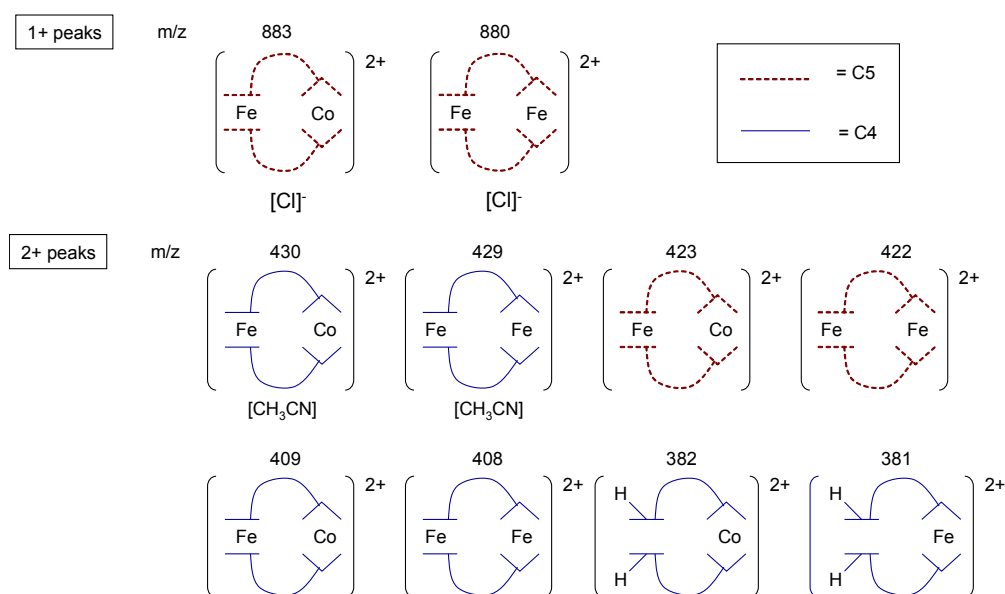 1+ peaks m/z 883 880
2+ 2+
Fe Co Fe Fe
[Cl]- [Cl]-
= C5
= C4
2+ peaks m/z 430 429 423 422
2+ 2+ 2+ 2+
Fe Co Fe Fe Fe Co Fe Fe
[CH₃CN] [CH₃CN]
409 408 382 381
2+ 2+ 2+ 2+
H H
Fe Co Fe Fe Co Fe
H H